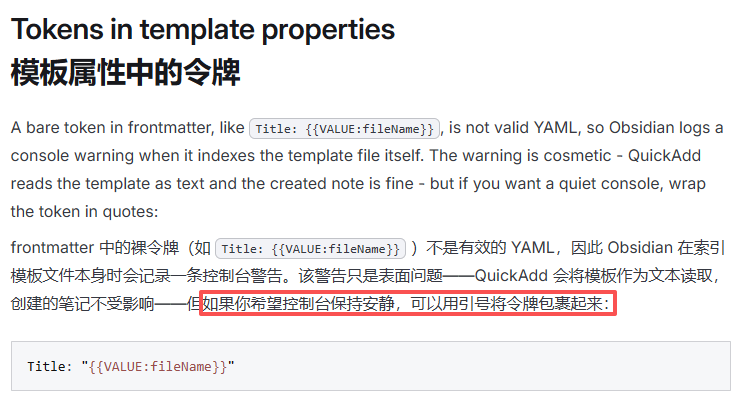 Tokens in template properties
模板属性中的令牌
A bare token in frontmatter, like Title: {{VALUE:fileName}}, is not valid YAML, so Obsidian logs a
console warning when it indexes the template file itself. The warning is cosmetic - QuickAdd
reads the template as text and the created note is fine - but if you want a quiet console, wrap
the token in quotes:
frontmatter 中的裸令牌（如 Title: {{VALUE:fileName}} ）不是有效的 YAML，因此 Obsidian 在索引
模板文件本身时会记录一条控制台警告。该警告只是表面问题——QuickAdd 会将模板作为文本读取，
创建的笔记不受影响——但如果你希望控制台保持安静，可以用引号将令牌包裹起来：
Title: "{{VALUE:fileName}}"